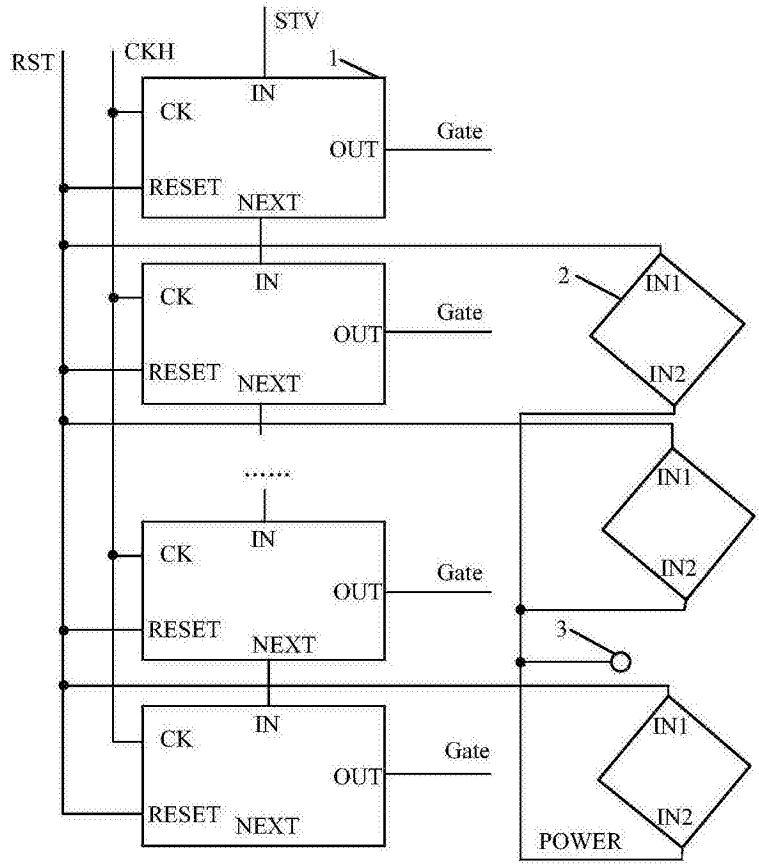 STV
RST
CKH
1
IN
CK
Gate
OUT
RESET
NEXT
IN
CK
Gate
OUT
RESET
NEXT
2
IN1
IN2
......
IN
CK
Gate
OUT
RESET
NEXT
IN1
IN2
3
IN
CK
Gate
OUT
RESET
NEXT
IN1
IN2
POWER